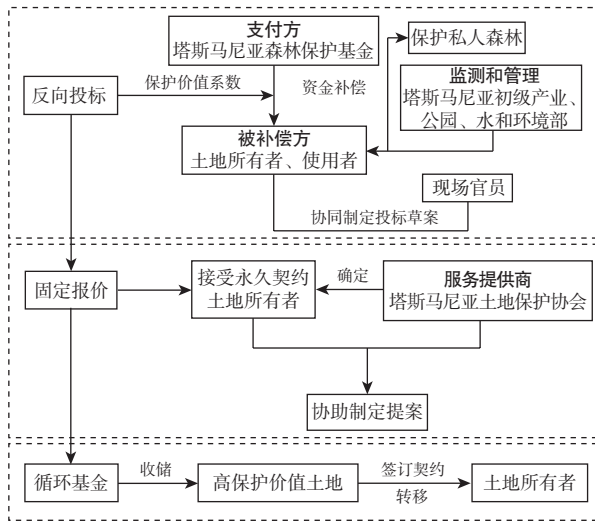 支付方
塔斯马尼亚森林保护基金
保护私人森林
反向投标
保护价值系数
资金补偿
监测和管理
塔斯马尼亚初级产业、
公园、水和环境部
被补偿方
土地所有者、使用者
现场官员
协同制定投标草案
固定报价
接受永久契约
土地所有者
确定
服务提供商
塔斯马尼亚土地保护协会
协助制定提案
循环基金
收储
高保护价值土地
签订契约
转移
土地所有者